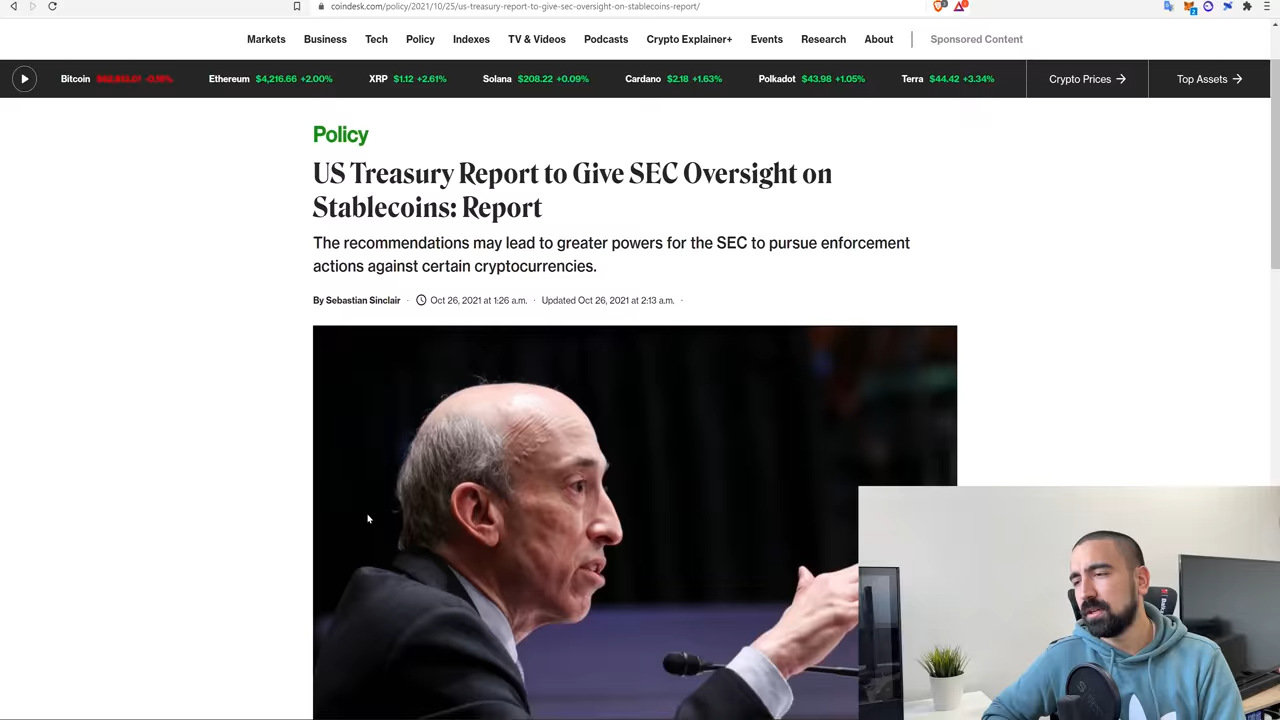 coindesk.com/policy/2021/10/25/us-treasury-report-to-give-sec-oversight-on-stablecoins-report/
Markets Business Tech Policy Indexes TV & Videos Podcasts Crypto Explainer+ Events Research About Sponsored Content
Bitcoin Ethereum $4,216.66 +2.00% XRP $1.12 +2.61% Solana $208.22 +0.09% Cardano $2.18 +1.63% Polkadot $43.98 +1.05% Terra $44.42 +3.34% Crypto Prices → Top Assets →
Policy
US Treasury Report to Give SEC Oversight on
Stablecoins: Report
The recommendations may lead to greater powers for the SEC to pursue enforcement
actions against certain cryptocurrencies.
By Sebastian Sinclair · Oct 26, 2021 at 1:26 a.m. · Updated Oct 26, 2021 at 2:13 a.m. ·